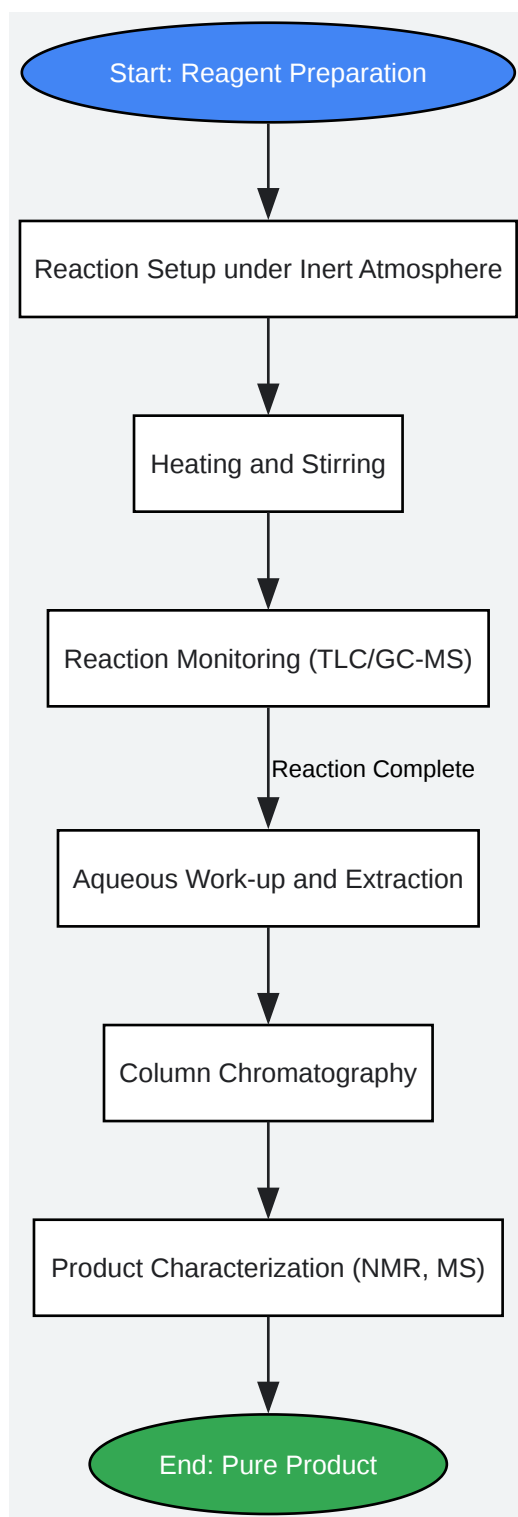 Start: Reagent Preparation
Reaction Setup under Inert Atmosphere
Heating and Stirring
Reaction Monitoring (TLC/GC-MS)
Reaction Complete
Aqueous Work-up and Extraction
Column Chromatography
Product Characterization (NMR, MS)
End: Pure Product